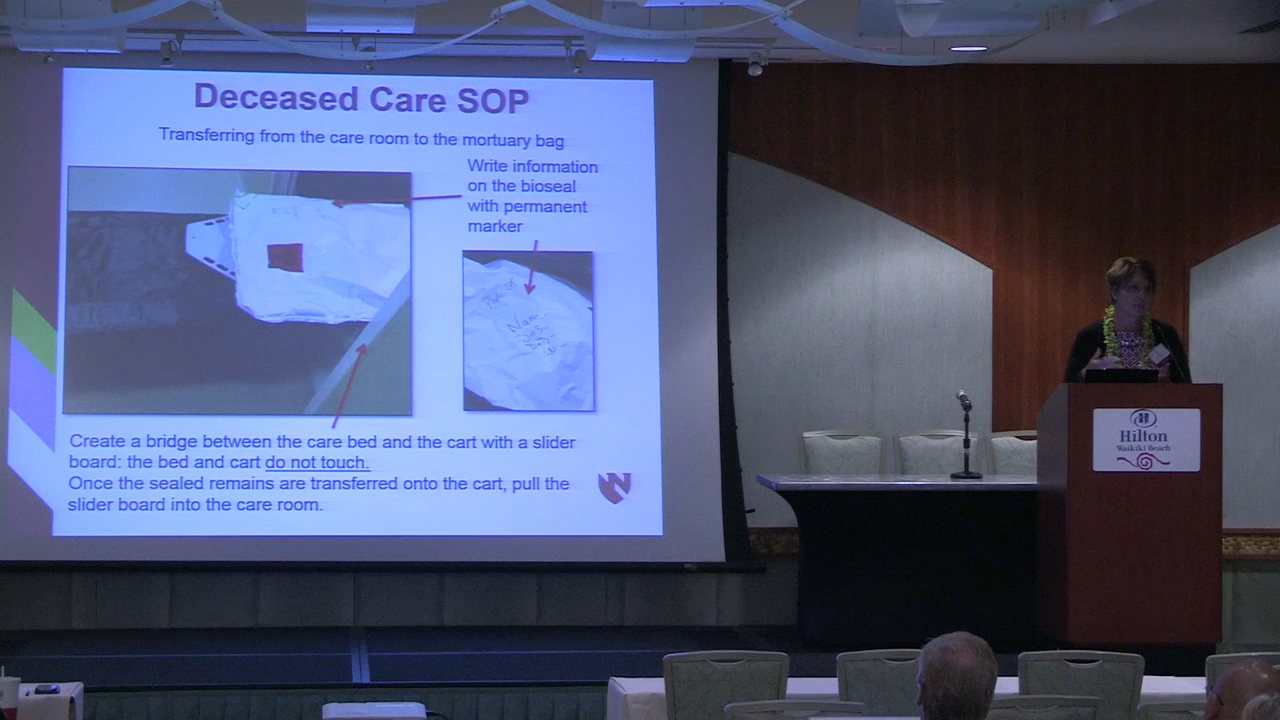 Deceased Care SOP
Transferring from the care room to the mortuary bag
Write information
on the bioseal
with permanent
marker
Create a bridge between the care bed and the cart with a slider
board: the bed and cart do not touch.
Once the sealed remains are transferred onto the cart, pull the
slider board into the care room.
N
H
Hilton
Waikiki Beach